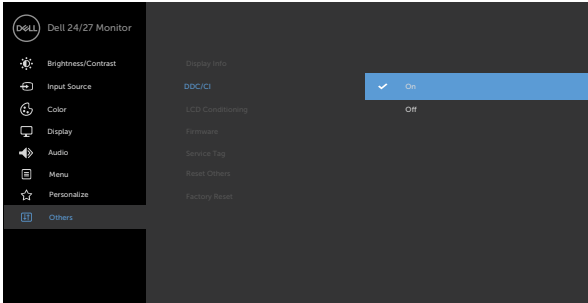 DELL Dell 24/27 Monitor
Brightness/Contrast Display Info
Input Source DDC/CI On
Color LCD Conditioning Off
Display Firmware
Audio Service Tag
Menu Reset Others
Personalize Factory Reset
Others